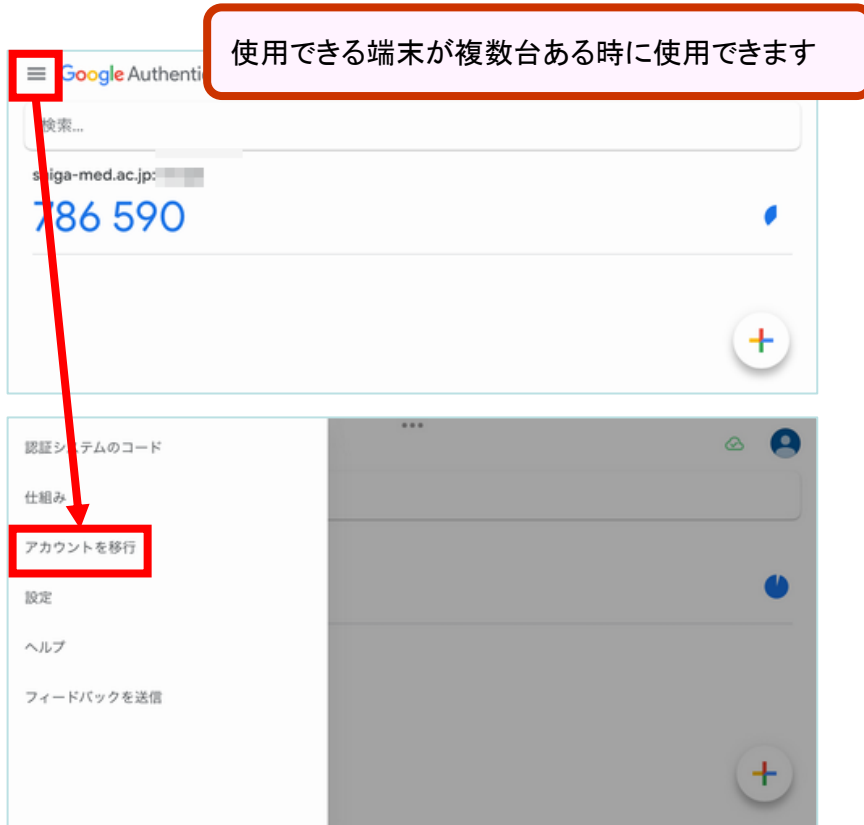 使用できる端末が複数台ある時に使用できます
Google Authenti
検索...
shiga-med.ac.jp:
786 590
認証システムのコード
仕組み
アカウントを移行
設定
ヘルプ
フィードバックを送信